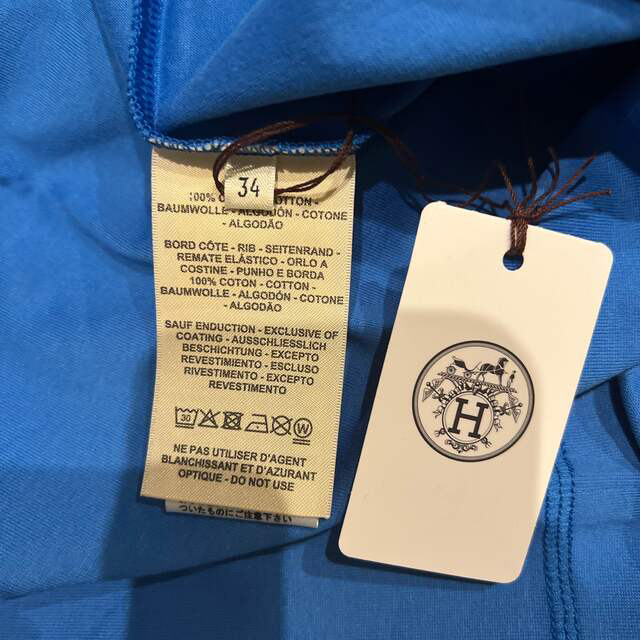 34
100% COTON - COTTON -
BAUMWOLLE - ALGODÓN - COTONE
- ALGODÃO
BORD CÔTE - RIB - SEITENRAND -
REMATE ELÁSTICO - ORLO A
COSTINE - PUNHO E BORDA
100% COTON - COTTON -
BAUMWOLLE - ALGODÓN - COTONE
- ALGODÃO
SAUF ENDUCTION - EXCLUSIVE OF
COATING - AUSSCHLIESSLICH
BESCHICHTUNG - EXCEPTO
REVESTIMIENTO - ESCLUSO
RIVESTIMENTO - EXCEPTO
REVESTIMENTO
30
W
NE PAS UTILISER D'AGENT
BLANCHISSANT ET D'AZURANT
OPTIQUE - DO NOT USE
ついたものにご注意下さい
H